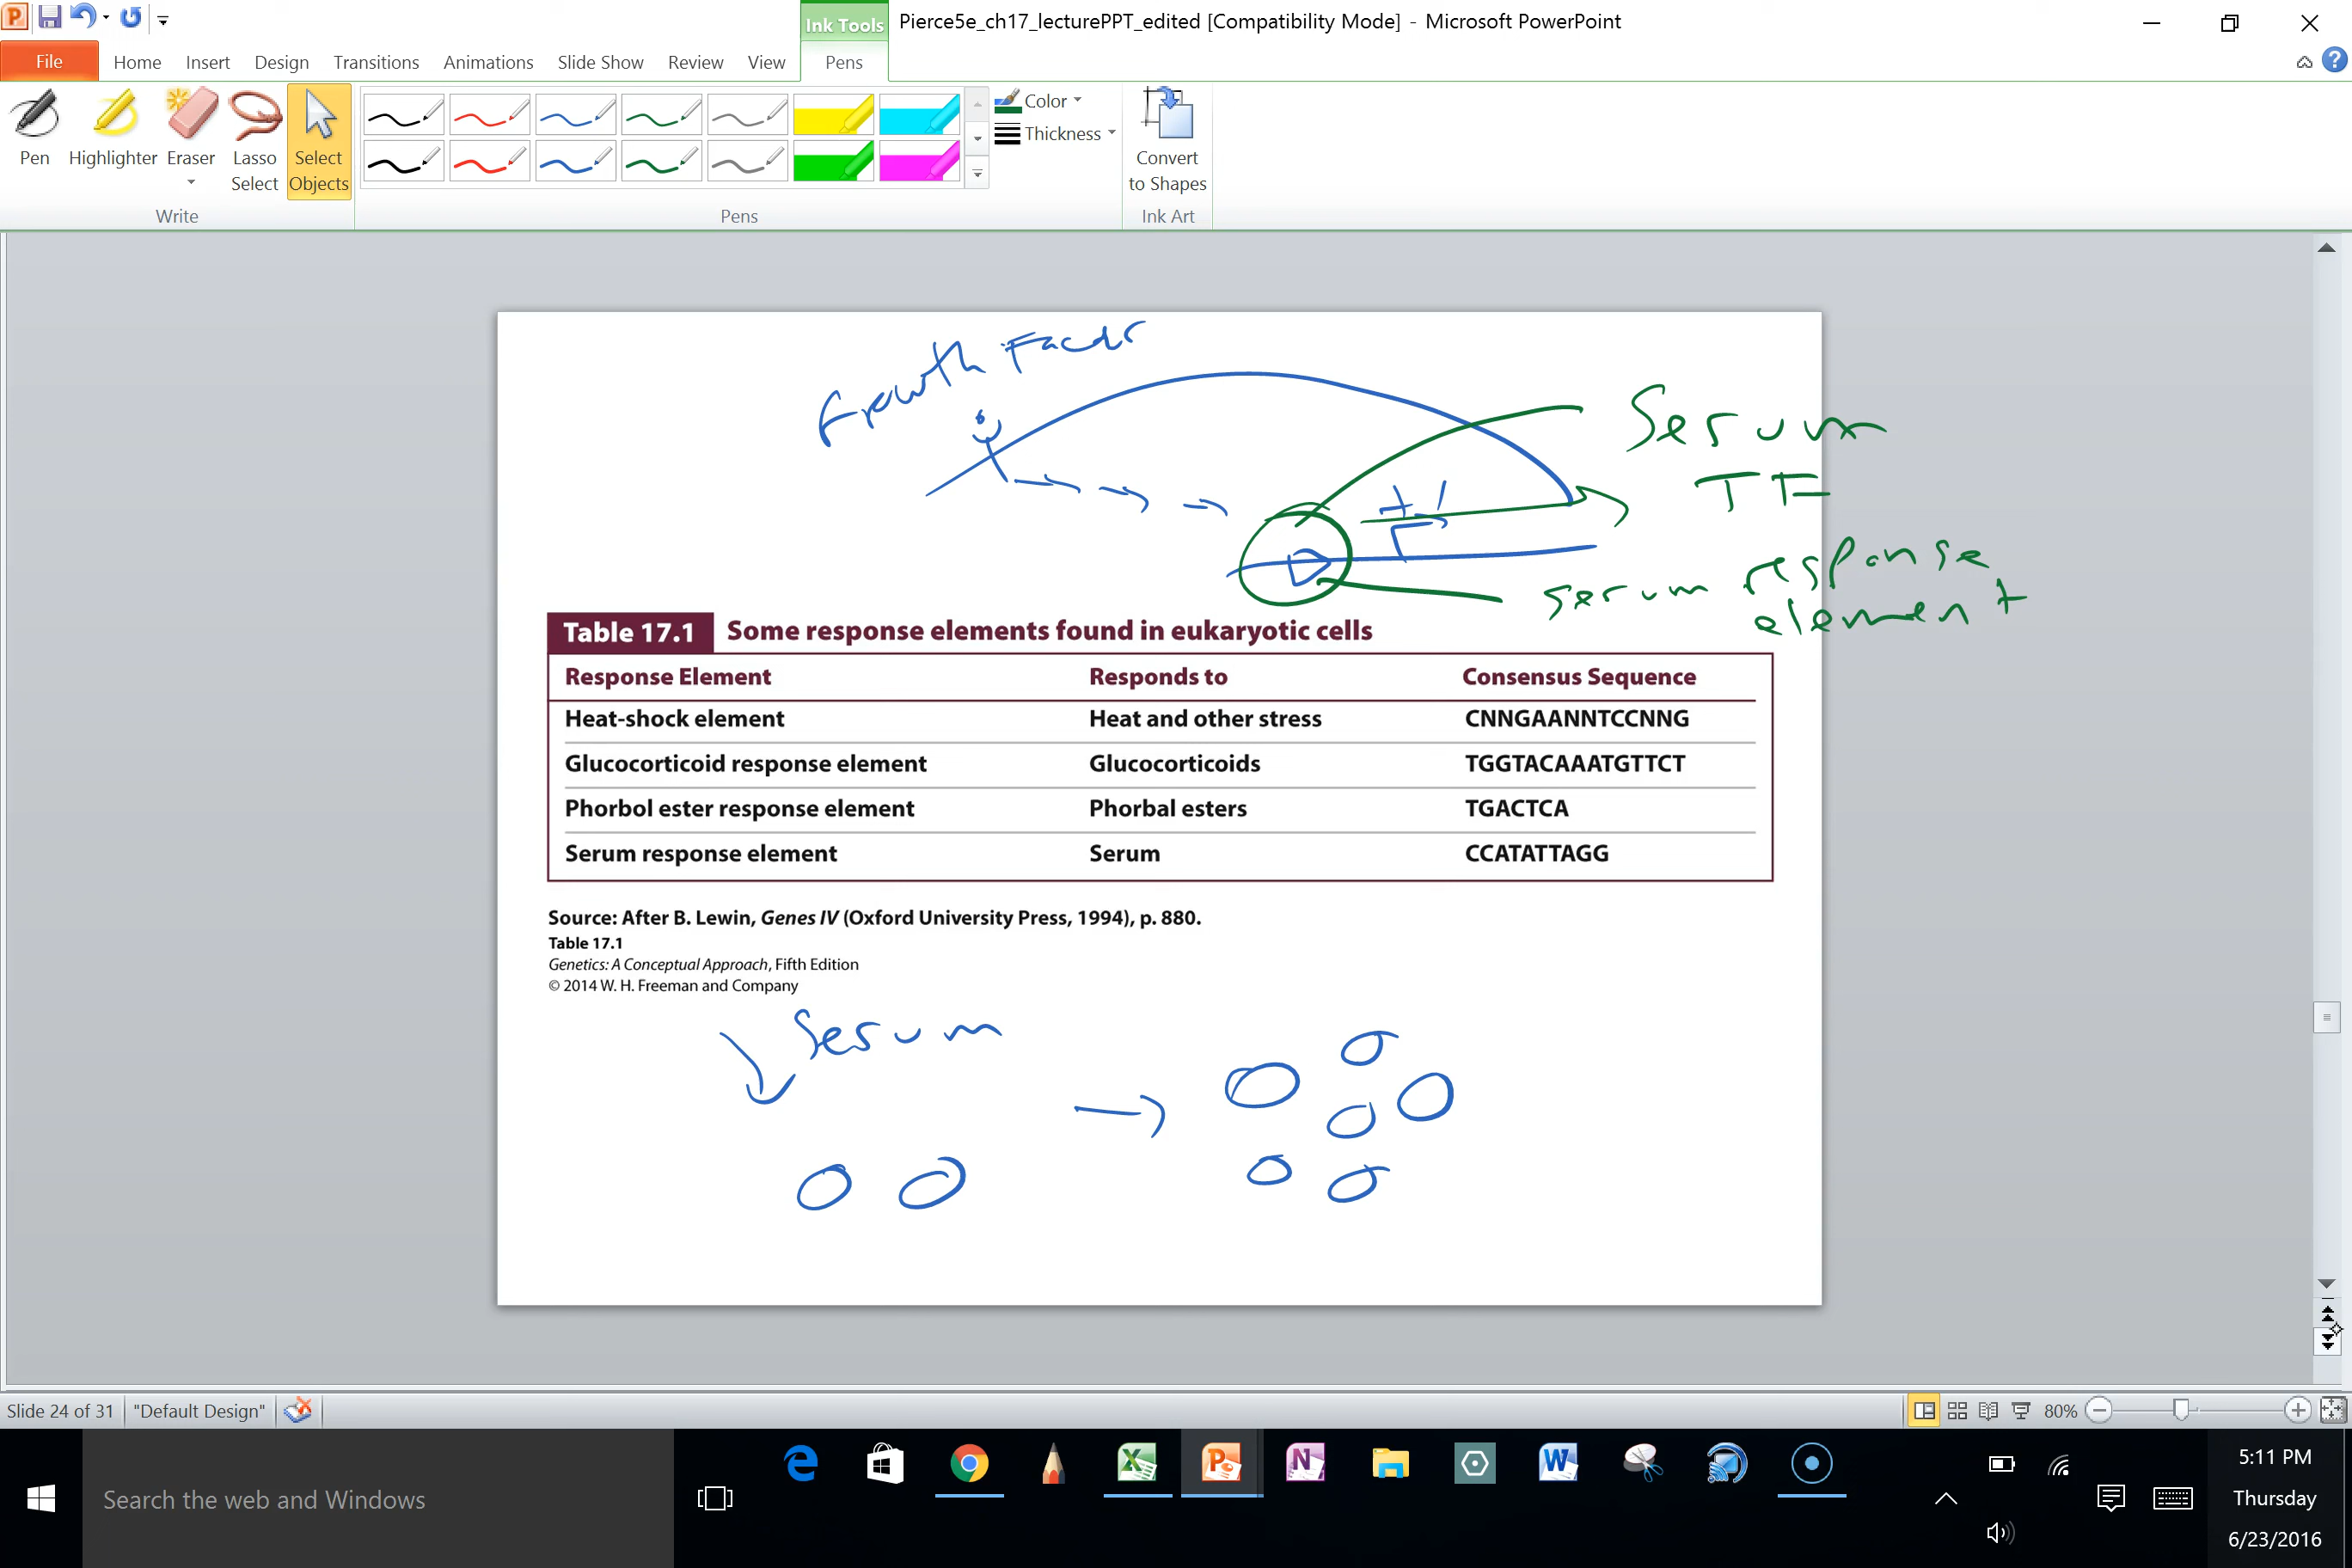 Ink Tools
Pierce5e_ch17_lecturePPT_edited [Compatibility Mode] - Microsoft PowerPoint
File Home Insert Design Transitions Animations Slide Show Review View Pens
Pen Highlighter Eraser Lasso Select Select Objects
Color
Thickness
Convert to Shapes
Write Pens Ink Art
Growth Factor
Serum
TF
serum response
element
+1
Table 17.1 Some response elements found in eukaryotic cells
Response Element Responds to Consensus Sequence
Heat-shock element Heat and other stress CNNGAANNTCCNNG
Glucocorticoid response element Glucocorticoids TGGTACAAATGTTCT
Phorbol ester response element Phorbal esters TGACTCA
Serum response element Serum CCATATTAGG
Source: After B. Lewin, Genes IV (Oxford University Press, 1994), p. 880.
Table 17.1
Genetics: A Conceptual Approach, Fifth Edition
© 2014 W. H. Freeman and Company
Serum
Slide 24 of 31 "Default Design" 80%
Search the web and Windows
5:11 PM
Thursday
6/23/2016